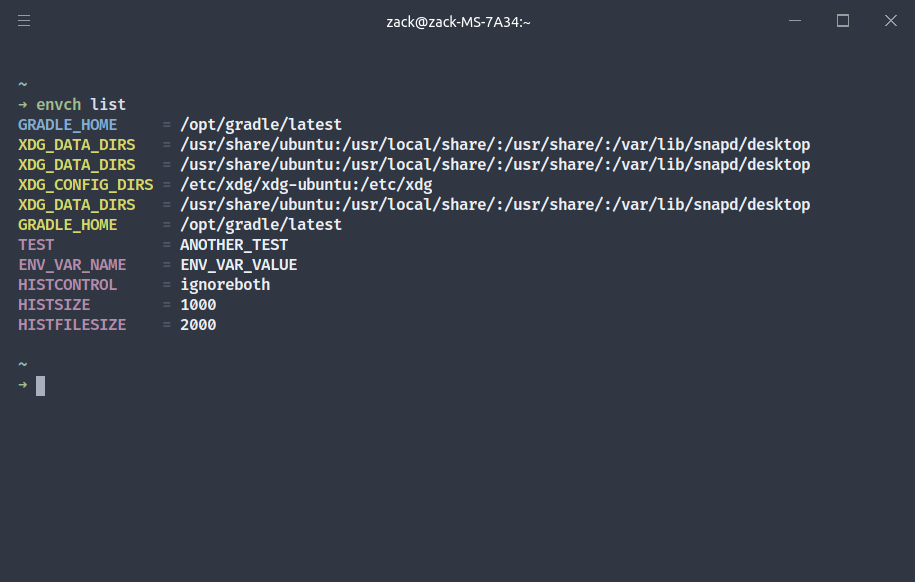 zack@zack-MS-7A34:~
~
→ envch list
GRADLE_HOME = /opt/gradle/latest
XDG_DATA_DIRS = /usr/share/ubuntu:/usr/local/share/:/usr/share/:/var/lib/snapd/desktop
XDG_DATA_DIRS = /usr/share/ubuntu:/usr/local/share/:/usr/share/:/var/lib/snapd/desktop
XDG_CONFIG_DIRS = /etc/xdg/xdg-ubuntu:/etc/xdg
XDG_DATA_DIRS = /usr/share/ubuntu:/usr/local/share/:/usr/share/:/var/lib/snapd/desktop
GRADLE_HOME = /opt/gradle/latest
TEST = ANOTHER_TEST
ENV_VAR_NAME = ENV_VAR_VALUE
HISTCONTROL = ignoreboth
HISTSIZE = 1000
HISTFILESIZE = 2000
~
→